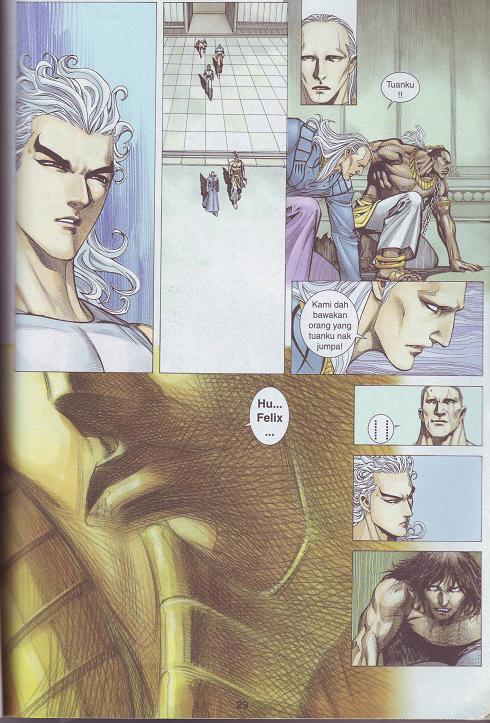 Tuanku
!!
Kami dah
bawakan
orang yang
tuanku nak
jumpa!
Hu...
Felix
...
29